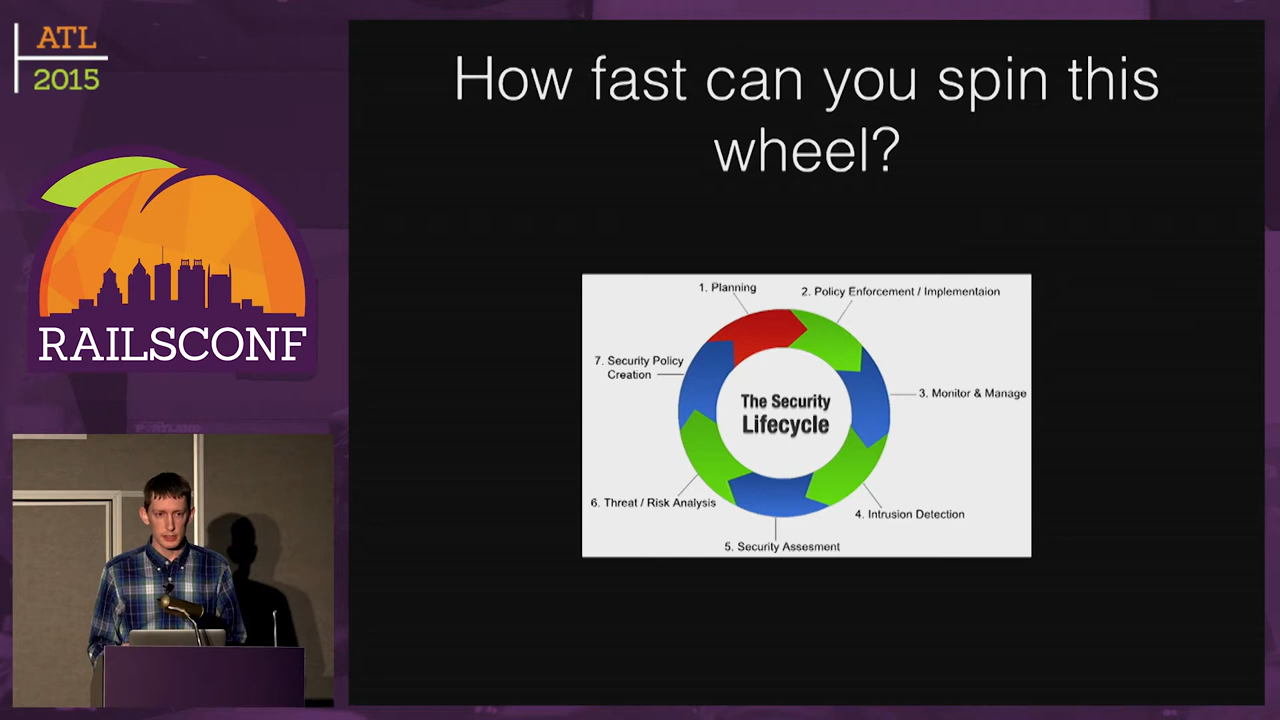 ATL
2015
RAILSCONF
How fast can you spin this
wheel?
1. Planning
2. Policy Enforcement / Implementaion
3. Monitor & Manage
4. Intrusion Detection
5. Security Assesment
6. Threat / Risk Analysis
7. Security Policy
Creation
The Security
Lifecycle